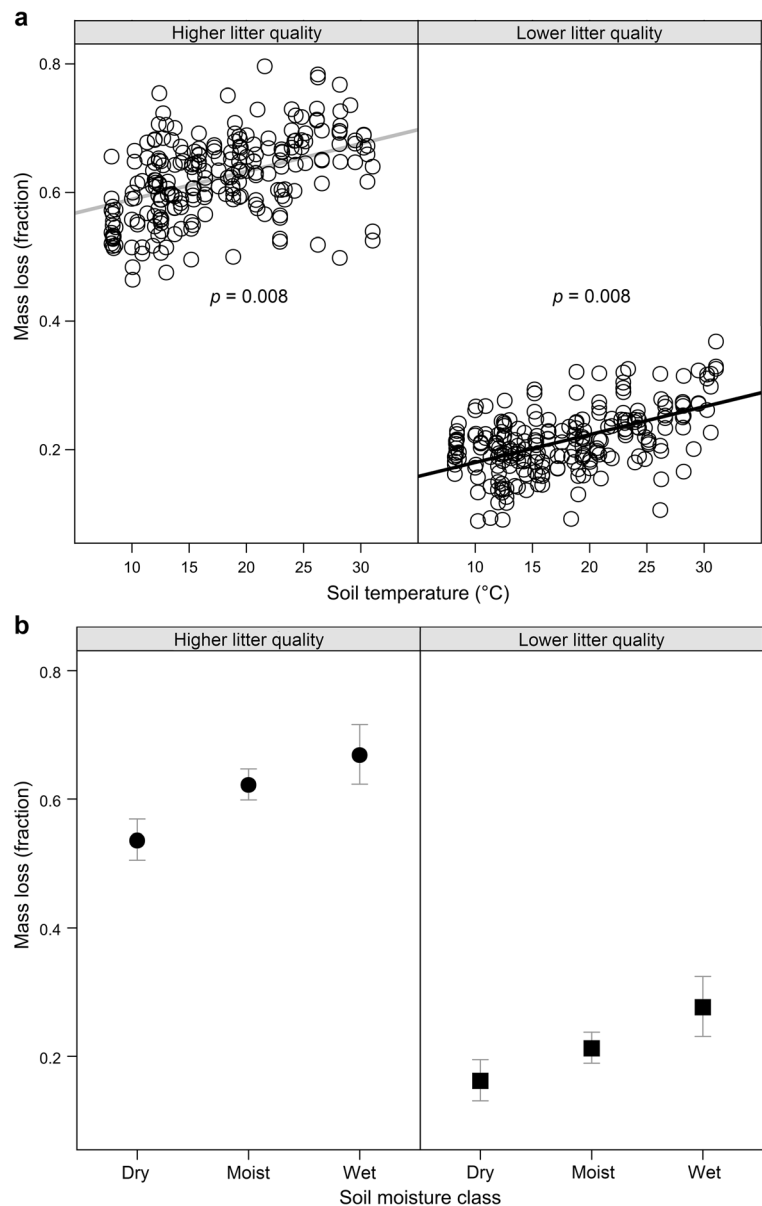 a
Higher litter quality Lower litter quality
0.8
0.6
0.4
0.2
Mass loss (fraction)
p = 0.008 p = 0.008
10 15 20 25 30 10 15 20 25 30
Soil temperature (°C)
b
Higher litter quality Lower litter quality
0.8
0.6
0.4
0.2
Mass loss (fraction)
Dry Moist Wet Dry Moist Wet
Soil moisture class